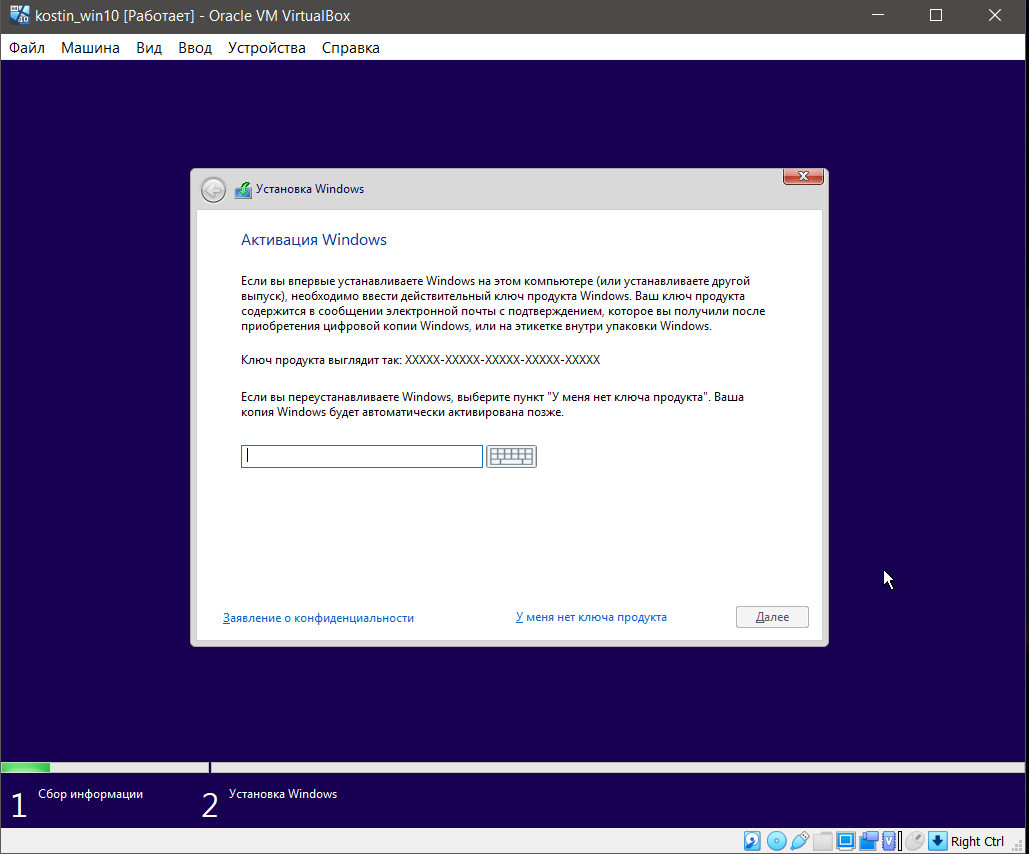 kostin_win10 [Работает] - Oracle VM VirtualBox
Файл Машина Вид Ввод Устройства Справка
Установка Windows
Активация Windows
Если вы впервые устанавливаете Windows на этом компьютере (или устанавливаете другой
выпуск), необходимо ввести действительный ключ продукта Windows. Ваш ключ продукта
содержится в сообщении электронной почты с подтверждением, которое вы получили после
приобретения цифровой копии Windows, или на этикетке внутри упаковки Windows.
Ключ продукта выглядит так: XXXXX-XXXXX-XXXXX-XXXXX-XXXXX
Если вы переустанавливаете Windows, выберите пункт "У меня нет ключа продукта". Ваша
копия Windows будет автоматически активирована позже.
Заявление о конфиденциальности У меня нет ключа продукта Далее
1 Сбор информации 2 Установка Windows
Right Ctrl